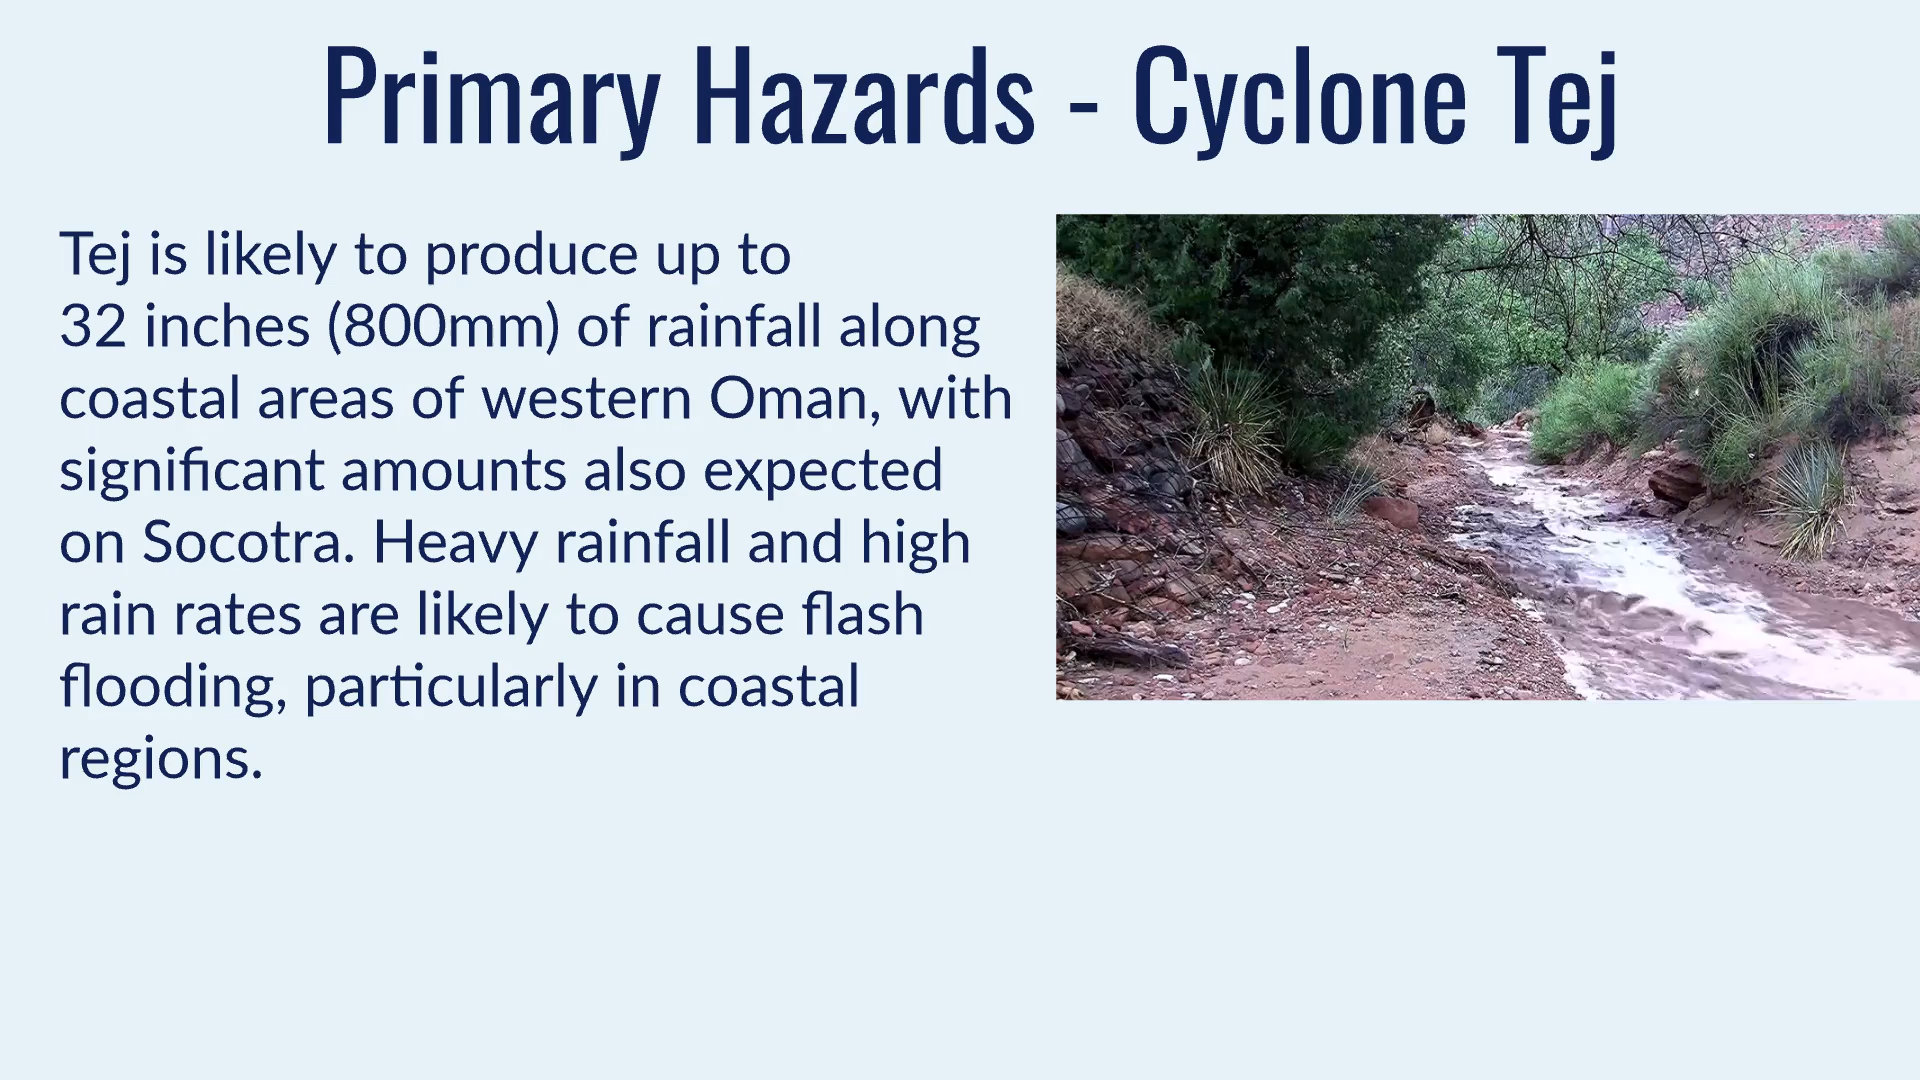 Primary Hazards - Cyclone Tej
Tej is likely to produce up to
32 inches (800mm) of rainfall along
coastal areas of western Oman, with
significant amounts also expected
on Socotra. Heavy rainfall and high
rain rates are likely to cause flash
flooding, particularly in coastal
regions.